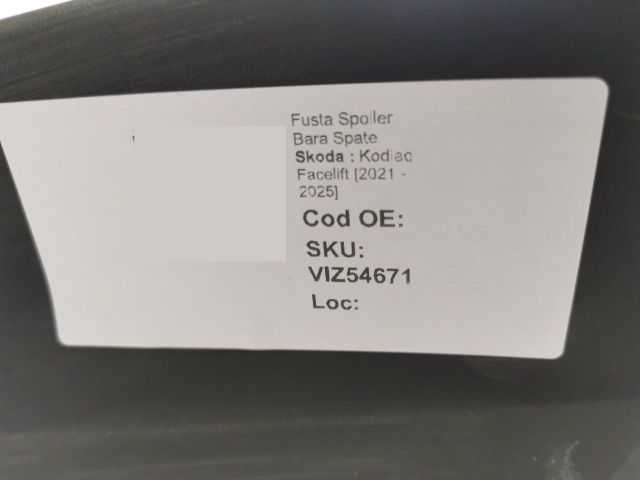 Fusta Spoiler
Bara Spate
Skoda : Kodiaq
Facelift [2021 -
2025]
Cod OE:
SKU:
VIZ54671
Loc: